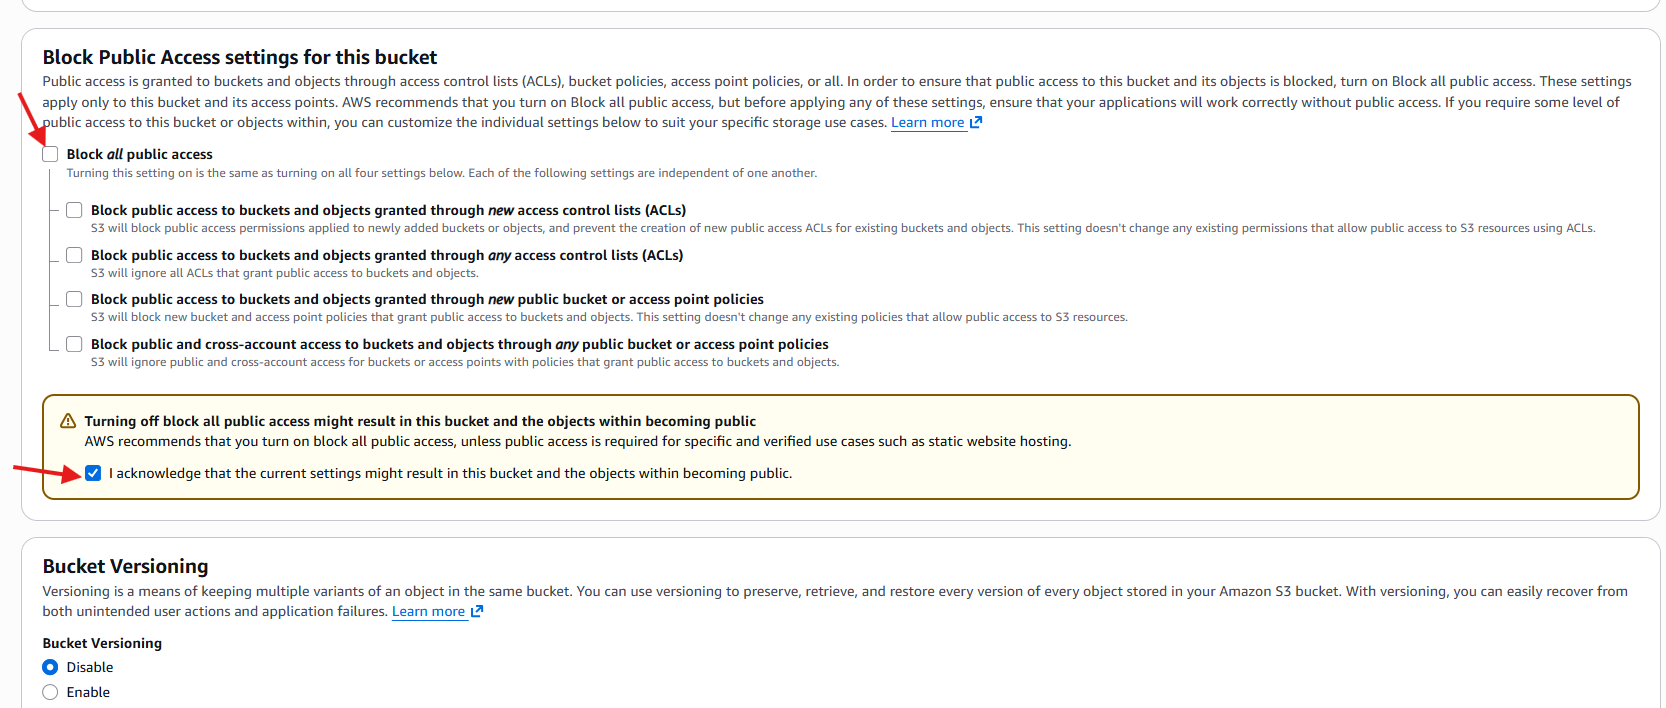 Block Public Access settings for this bucket
Public access is granted to buckets and objects through access control lists (ACLs), bucket policies, access point policies, or all. In order to ensure that public access to this bucket and its objects is blocked, turn on Block all public access. These settings
apply only to this bucket and its access points. AWS recommends that you turn on Block all public access, but before applying any of these settings, ensure that your applications will work correctly without public access. If you require some level of
public access to this bucket or objects within, you can customize the individual settings below to suit your specific storage use cases. Learn more
Block all public access
Turning this setting on is the same as turning on all four settings below. Each of the following settings are independent of one another.
Block public access to buckets and objects granted through new access control lists (ACLs)
S3 will block public access permissions applied to newly added buckets or objects, and prevent the creation of new public access ACLs for existing buckets and objects. This setting doesn't change any existing permissions that allow public access to S3 resources using ACLs.
Block public access to buckets and objects granted through any access control lists (ACLs)
S3 will ignore all ACLs that grant public access to buckets and objects.
Block public access to buckets and objects granted through new public bucket or access point policies
S3 will block new bucket and access point policies that grant public access to buckets and objects. This setting doesn't change any existing policies that allow public access to S3 resources.
Block public and cross-account access to buckets and objects through any public bucket or access point policies
S3 will ignore public and cross-account access for buckets or access points with policies that grant public access to buckets and objects.
Turning off block all public access might result in this bucket and the objects within becoming public
AWS recommends that you turn on block all public access, unless public access is required for specific and verified use cases such as static website hosting.
I acknowledge that the current settings might result in this bucket and the objects within becoming public.
Bucket Versioning
Versioning is a means of keeping multiple variants of an object in the same bucket. You can use versioning to preserve, retrieve, and restore every version of every object stored in your Amazon S3 bucket. With versioning, you can easily recover from
both unintended user actions and application failures. Learn more
Bucket Versioning
Disable
Enable